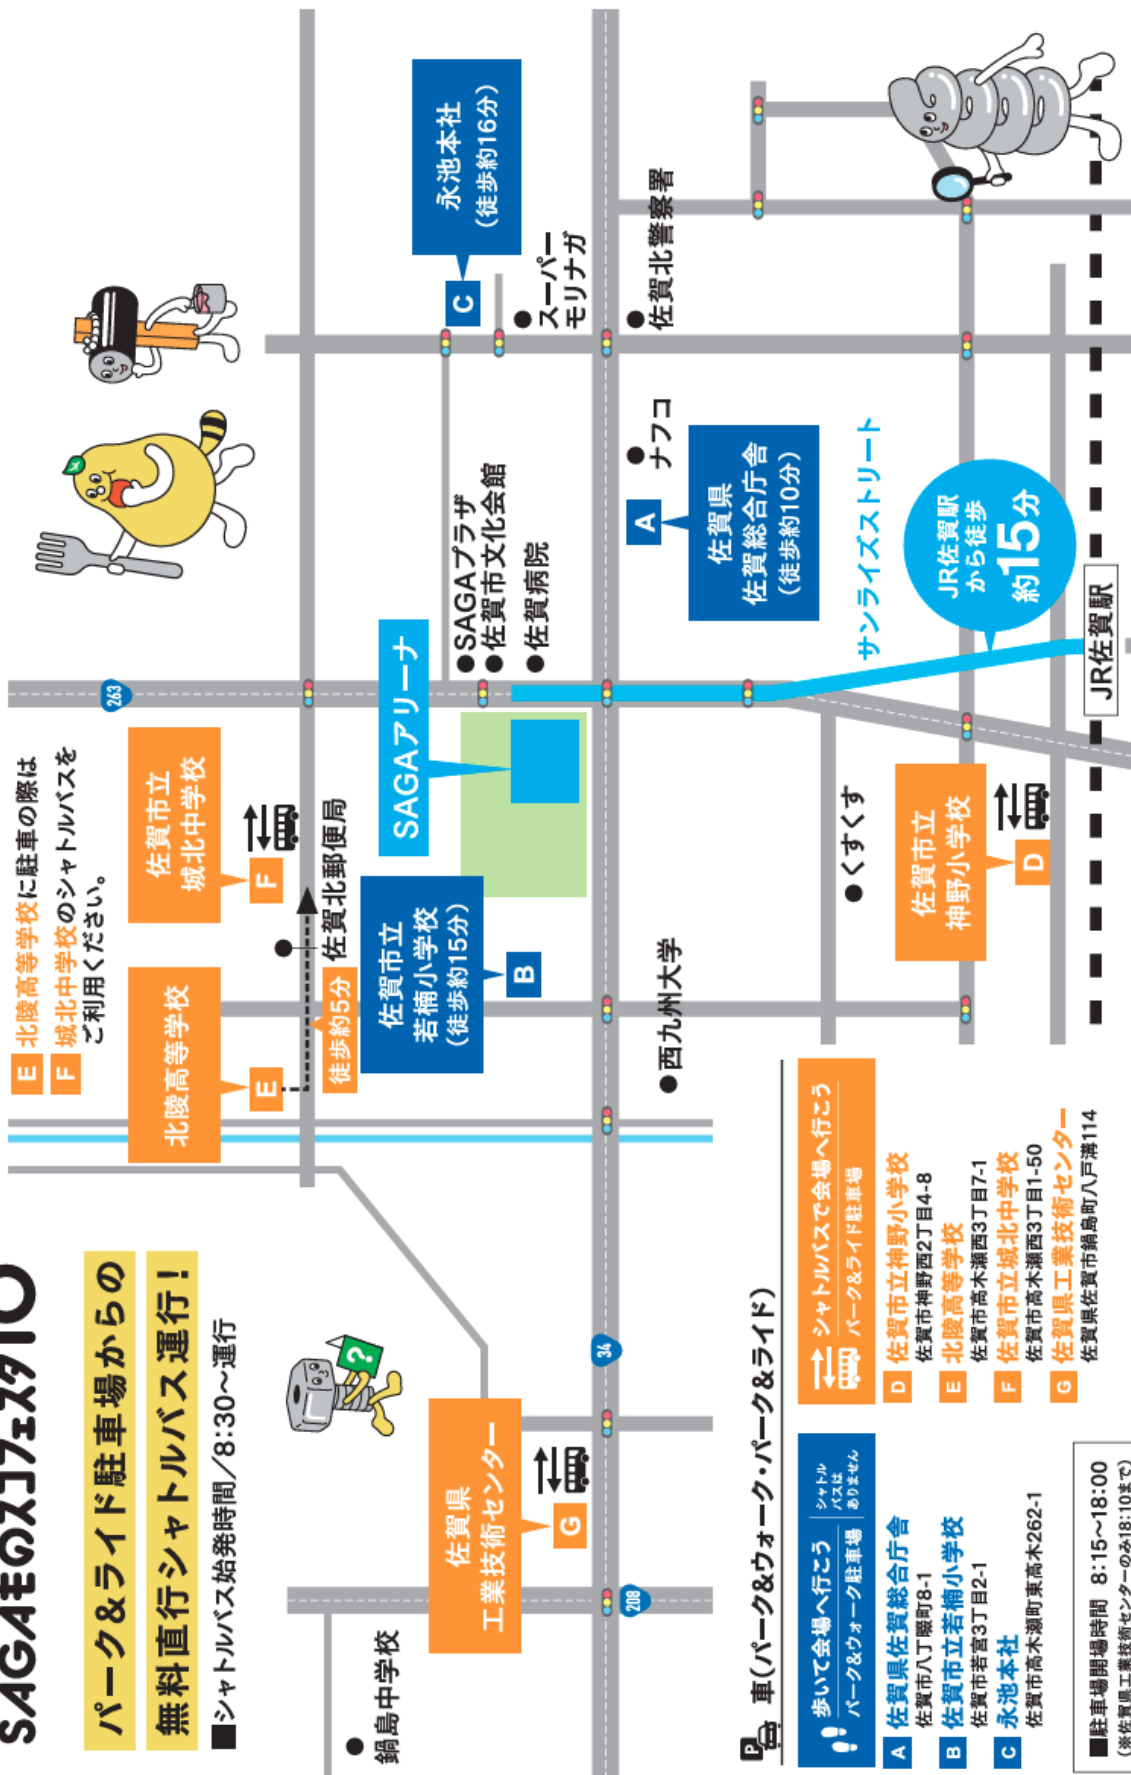 SAGAモノスゴフェスタ10
パーク&ライド駐車場からの
無料直行シャトルバス運行!
■シャトルバス始発時間/8:30〜運行
E 北陵高等学校に駐車の際は
F 城北中学校のシャトルバスを
ご利用ください。
北陵高等学校
E
佐賀市立
城北中学校
F
263
徒歩約5分
佐賀北郵便局
佐賀市立
若楠小学校
(徒歩約15分)
B
SAGAアリーナ
●SAGAプラザ
●佐賀市文化会館
●佐賀病院
永池本社
(徒歩約16分)
C
スーパー
モリナガ
佐賀北警察署
ナフコ
A
佐賀県
佐賀総合庁舎
(徒歩約10分)
サンライズストリート
JR佐賀駅
から徒歩
約15分
JR佐賀駅
佐賀県
工業技術センター
G
34
208
鍋島中学校
●西九州大学
●くすくす
佐賀市立
神野小学校
D
P 車(パーク&ウォーク・パーク&ライド)
歩いて会場へ行こう
パーク&ウォーク駐車場
シャトル
バスは
ありません
A 佐賀県佐賀総合庁舎
佐賀市八丁畷町8-1
B 佐賀市立若楠小学校
佐賀市若宮3丁目2-1
C 永池本社
佐賀市高木瀬町東高木262-1
シャトルバスで会場へ行こう
パーク&ライド駐車場
D 佐賀市立神野小学校
佐賀市神野西2丁目4-8
E 北陵高等学校
佐賀市高木瀬西3丁目7-1
F 佐賀市立城北中学校
佐賀市高木瀬西3丁目1-50
G 佐賀県工業技術センター
佐賀県佐賀市鍋島町八戸溝114
■駐車場開場時間 8:15〜18:00
(※佐賀県工業技術センターのみ18:10まで)